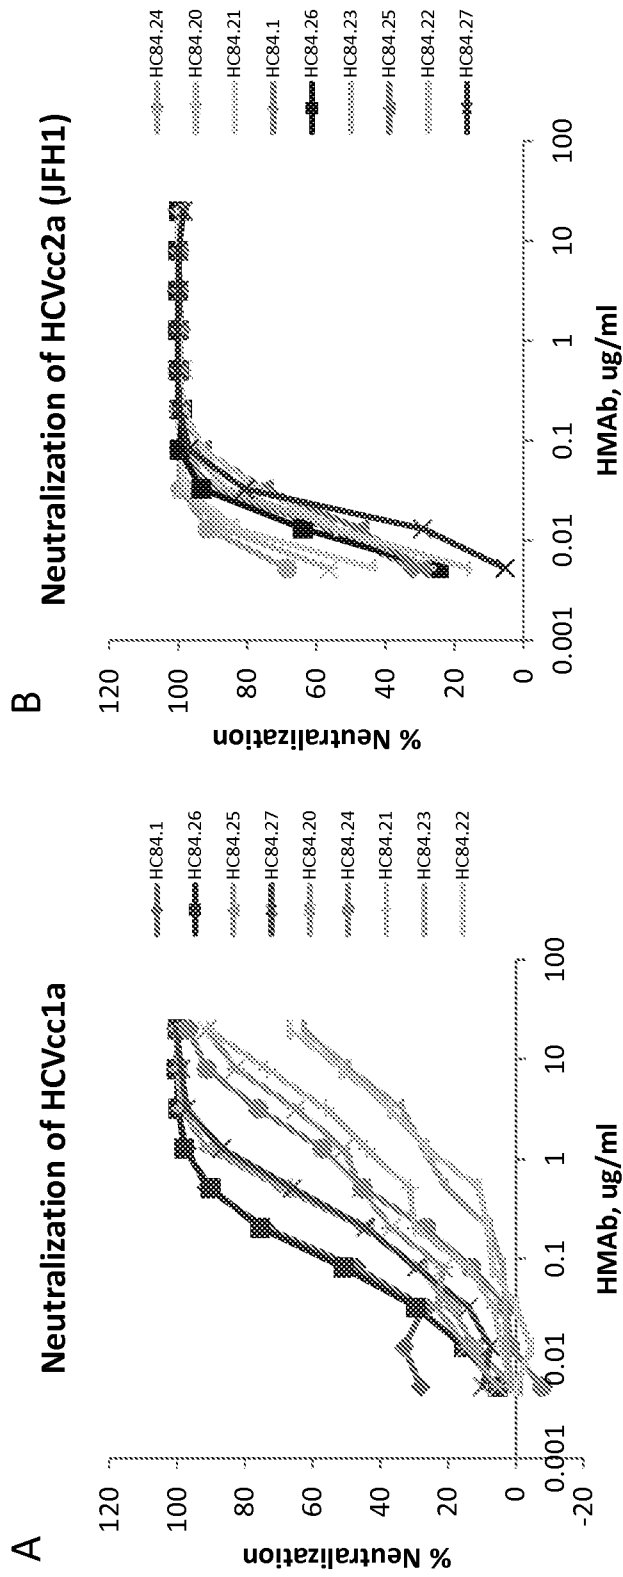 A
Neutralization of HCVcc1a
% Neutralization
120
100
80
60
40
20
0
-20
0.001
0.01
0.1
1
10
100
HMAb, ug/ml
HC84.1
HC84.26
HC84.25
HC84.27
HC84.20
HC84.24
HC84.21
HC84.23
HC84.22
B
Neutralization of HCVcc2a (JFH1)
% Neutralization
120
100
80
60
40
20
0
0.001
0.01
0.1
1
10
100
HMAb, ug/ml
HC84.24
HC84.20
HC84.21
HC84.1
HC84.26
HC84.23
HC84.25
HC84.22
HC84.27